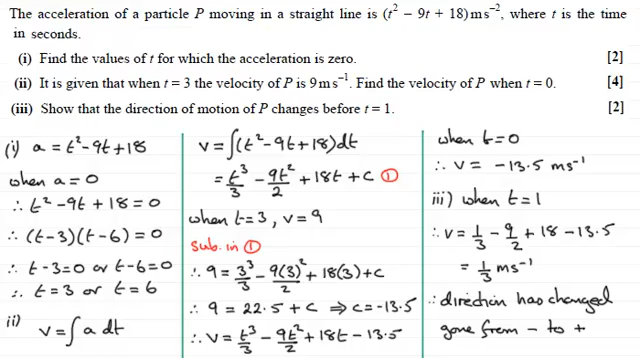 The acceleration of a particle P moving in a straight line is (t² − 9t + 18) m s⁻², where t is the time
in seconds.
(i) Find the values of t for which the acceleration is zero. [2]
(ii) It is given that when t = 3 the velocity of P is 9 m s⁻¹. Find the velocity of P when t = 0. [4]
(iii) Show that the direction of motion of P changes before t = 1. [2]
(i) a = t² − 9t + 18
when a = 0
∴ t² − 9t + 18 = 0
∴ (t−3)(t−6) = 0
∴ t−3=0 or t−6=0
∴ t = 3 or t = 6
ii) v = ∫ a dt
v = ∫(t² − 9t + 18) dt
= t³/3 − 9t²/2 + 18t + c ①
when t=3, v = 9
sub. in ①
∴ 9 = 3³/3 − 9(3)²/2 + 18(3) + c
∴ 9 = 22.5 + c ⇒ c = −13.5
∴ v = t³/3 − 9t²/2 + 18t − 13.5
when t = 0
∴ v = −13.5 ms⁻¹
iii) when t = 1
∴ v = 1/3 − 9/2 + 18 − 13.5
= 1/3 ms⁻¹
∴ direction has changed
gone from − to +